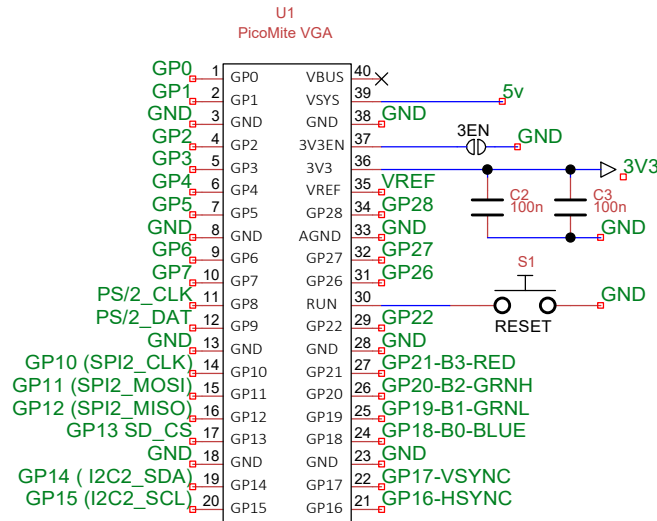 U1
PicoMite VGA
GP0 1 GP0 VBUS 40
GP1 2 GP1 VSYS 39 5v
GND 3 GND GND 38 GND
GP2 4 GP2 3V3EN 37 3EN GND
GP3 5 GP3 3V3 36 3V3
GP4 6 GP4 VREF 35 VREF
C2 100n
C3 100n
GP5 7 GP5 GP28 34 GP28
GND 8 GND AGND 33 GND GND
GP6 9 GP6 GP27 32 GP27
GP7 10 GP7 GP26 31 GP26
S1
PS/2_CLK 11 GP8 RUN 30 GND
RESET
PS/2_DAT 12 GP9 GP22 29 GP22
GND 13 GND GND 28 GND
GP10 (SPI2_CLK) 14 GP10 GP21 27 GP21-B3-RED
GP11 (SPI2_MOSI) 15 GP11 GP20 26 GP20-B2-GRNH
GP12 (SPI2_MISO) 16 GP12 GP19 25 GP19-B1-GRNL
GP13 SD_CS 17 GP13 GP18 24 GP18-B0-BLUE
GND 18 GND GND 23 GND
GP14 ( I2C2_SDA) 19 GP14 GP17 22 GP17-VSYNC
GP15 (I2C2_SCL) 20 GP15 GP16 21 GP16-HSYNC